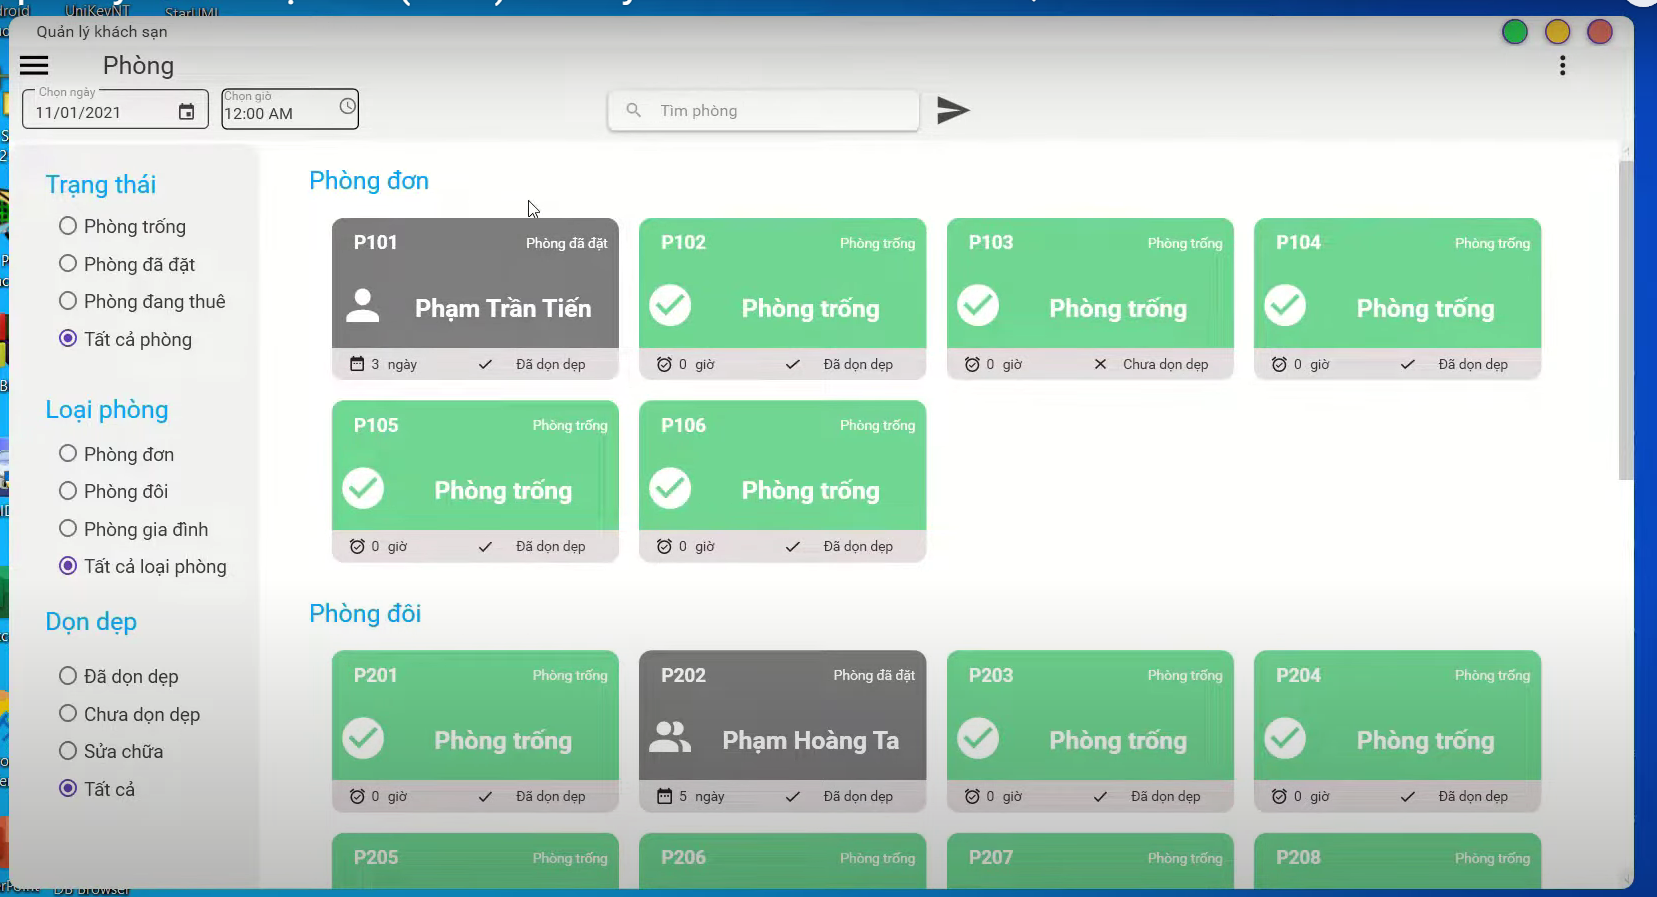 UniKeyNT
StarUML
Quản lý khách sạn
Phòng
Chọn ngày
11/01/2021
Chọn giờ
12:00 AM
Tìm phòng
Trạng thái
Phòng trống
Phòng đã đặt
Phòng đang thuê
Tất cả phòng
Loại phòng
Phòng đơn
Phòng đôi
Phòng gia đình
Tất cả loại phòng
Dọn dẹp
Đã dọn dẹp
Chưa dọn dẹp
Sửa chữa
Tất cả
Phòng đơn
P101 Phòng đã đặt
Phạm Trần Tiến
3 ngày Đã dọn dẹp
P102 Phòng trống
Phòng trống
0 giờ Đã dọn dẹp
P103 Phòng trống
Phòng trống
0 giờ Chưa dọn dẹp
P104 Phòng trống
Phòng trống
0 giờ Đã dọn dẹp
P105 Phòng trống
Phòng trống
0 giờ Đã dọn dẹp
P106 Phòng trống
Phòng trống
0 giờ Đã dọn dẹp
Phòng đôi
P201 Phòng trống
Phòng trống
0 giờ Đã dọn dẹp
P202 Phòng đã đặt
Phạm Hoàng Ta
5 ngày Đã dọn dẹp
P203 Phòng trống
Phòng trống
0 giờ Đã dọn dẹp
P204 Phòng trống
Phòng trống
0 giờ Đã dọn dẹp
P205 Phòng trống
P206 Phòng trống
P207 Phòng trống
P208 Phòng trống
DB Browser